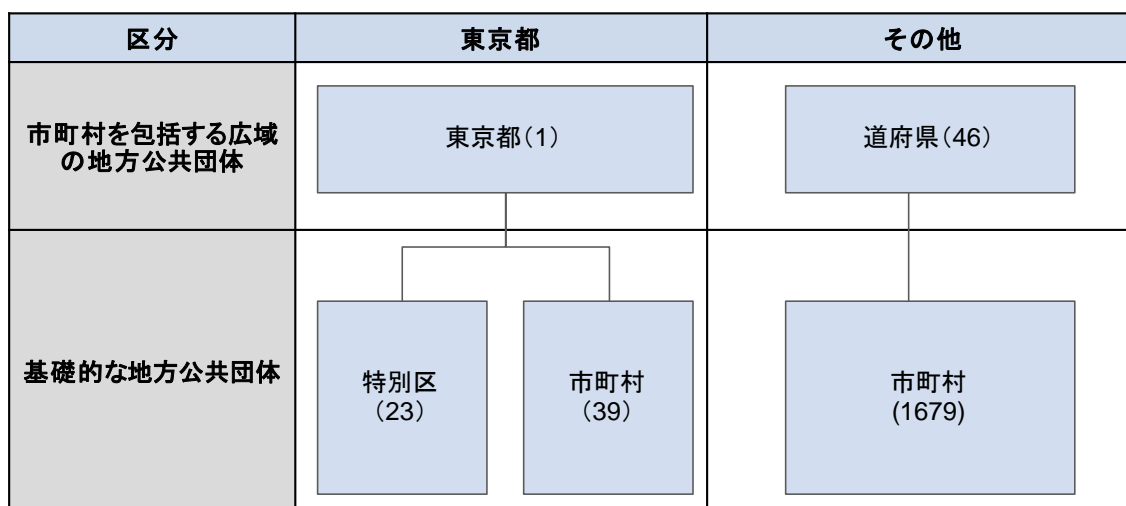 区分
東京都
その他
市町村を包括する広域
の地方公共団体
東京都（1）
道府県（46）
基礎的な地方公共団体
特別区
（23）
市町村
（39）
市町村
(1679)